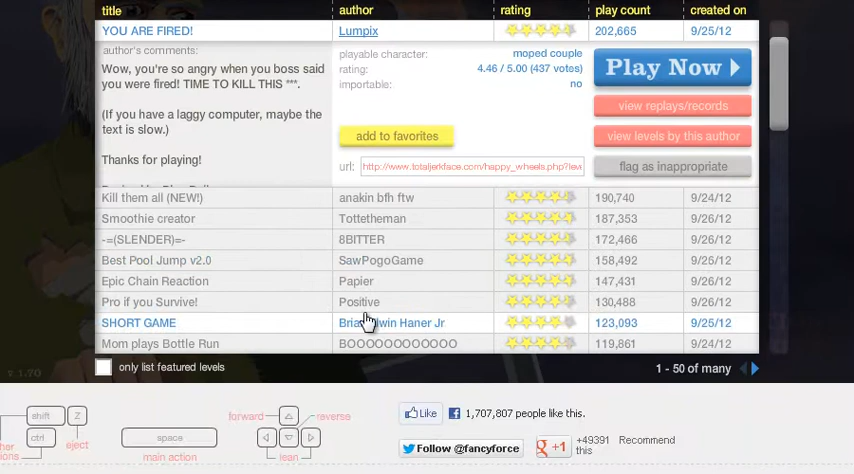 title author rating play count created on
YOU ARE FIRED! Lumpix 202,665 9/25/12
author's comments:
Wow, you're so angry when you boss said
you were fired! TIME TO KILL THIS ***.
(If you have a laggy computer, maybe the
text is slow.)
Thanks for playing!
playable character: moped couple
rating: 4.46 / 5.00 (437 votes)
importable: no
add to favorites
url: http://www.totaljerkface.com/happy_wheels.php?lev
Play Now
view replays/records
view levels by this author
flag as inappropriate
Kill them all (NEW!) anakin bfh ftw 190,740 9/24/12
Smoothie creator Tottetheman 187,353 9/26/12
-=(SLENDER)=- 8BITTER 172,466 9/26/12
Best Pool Jump v2.0 SawPogoGame 158,492 9/26/12
Epic Chain Reaction Papier 147,431 9/26/12
Pro if you Survive! Positive 130,488 9/26/12
SHORT GAME Haner Jr 123,093 9/25/12
Mom plays Bottle Run BOOOOOOOOOOOO 119,861 9/24/12
v 1.70
only list featured levels 1 - 50 of many
shift Z
ctrl eject
space
main action
forward reverse
lean
Like 1,707,807 people like this.
Follow @fancyforce
g +1 +49391 Recommend
this